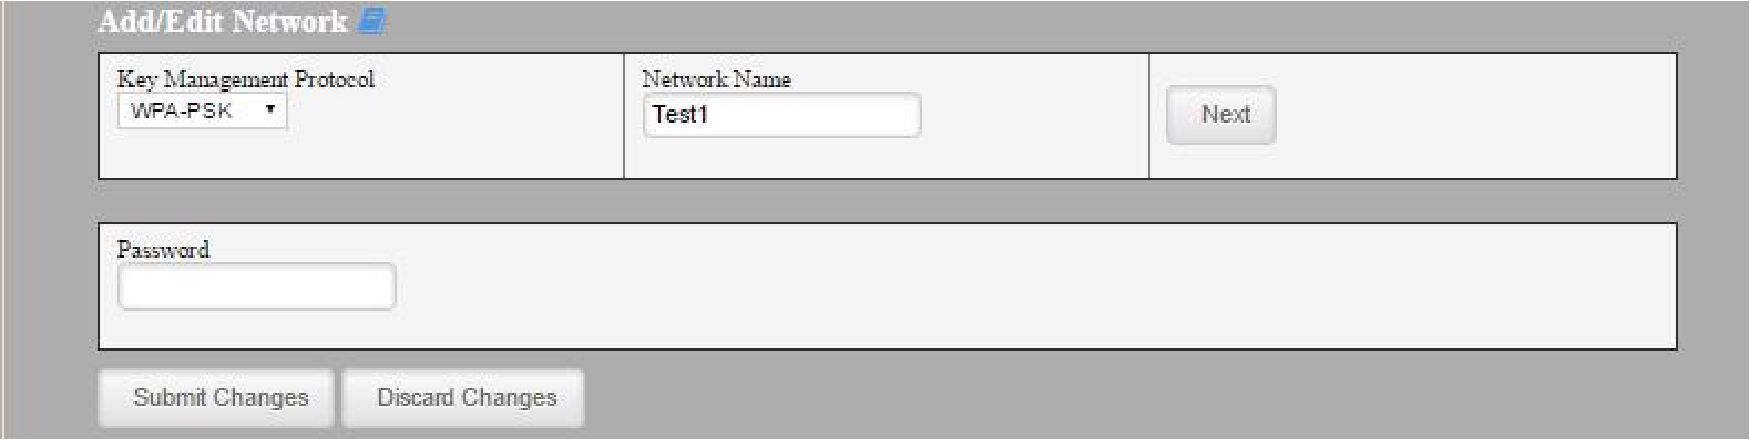 Add/Edit Network
Key Management Protocol
WPA-PSK
Network Name
Test1
Next
Password
Submit Changes
Discard Changes